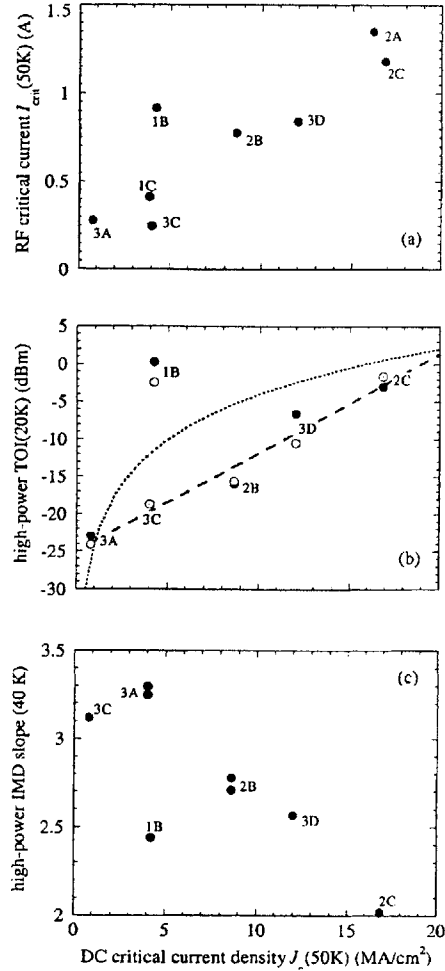 RF critical current I_crit(50K) (A)
1.5
1
0.5
0
2A
2C
1B
2B
3D
1C
3A
3C
(a)
high-power TOI(20K) (dBm)
5
0
-5
-10
-15
-20
-25
-30
1B
2C
3D
2B
3C
3A
(b)
high-power IMD slope (40 K)
3.5
3
2.5
2
(c)
3A
3C
2B
3D
1B
2C
0 5 10 15 20
DC critical current density J_c(50K) (MA/cm²)